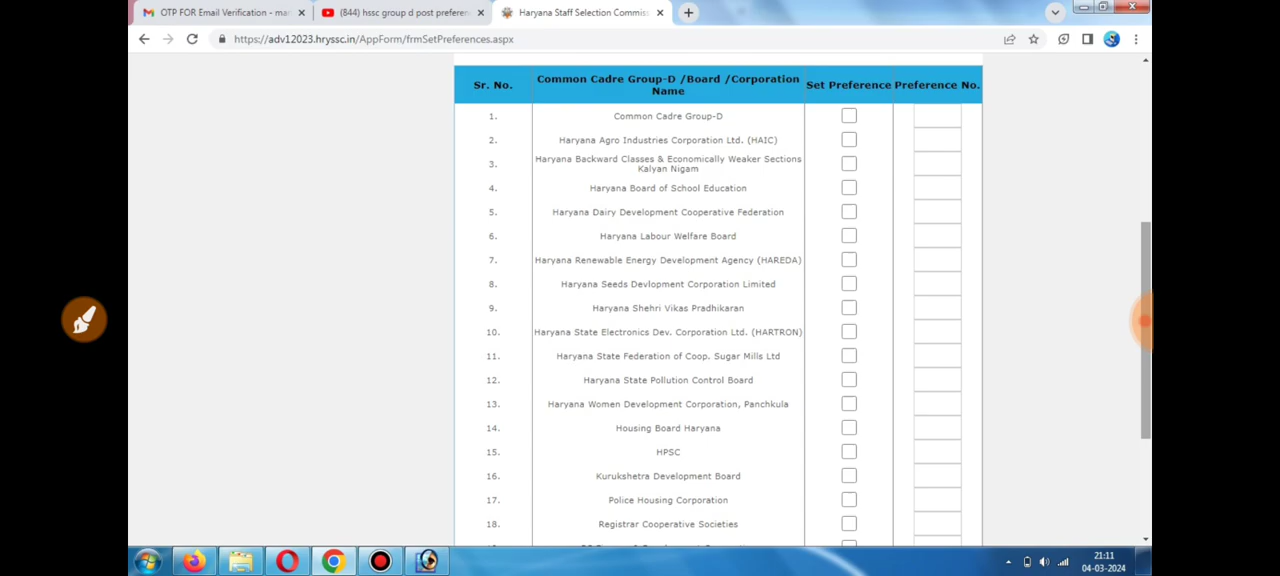 OTP FOR Email Verification - mar
(844) hssc group d post preferen
Haryana Staff Selection Commiss
https://adv12023.hryssc.in/AppForm/frmSetPreferences.aspx
Sr. No. Common Cadre Group-D /Board /Corporation Name Set Preference Preference No.
1. Common Cadre Group-D
2. Haryana Agro Industries Corporation Ltd. (HAIC)
3. Haryana Backward Classes & Economically Weaker Sections Kalyan Nigam
4. Haryana Board of School Education
5. Haryana Dairy Development Cooperative Federation
6. Haryana Labour Welfare Board
7. Haryana Renewable Energy Development Agency (HAREDA)
8. Haryana Seeds Devlopment Corporation Limited
9. Haryana Shehri Vikas Pradhikaran
10. Haryana State Electronics Dev. Corporation Ltd. (HARTRON)
11. Haryana State Federation of Coop. Sugar Mills Ltd
12. Haryana State Pollution Control Board
13. Haryana Women Development Corporation, Panchkula
14. Housing Board Haryana
15. HPSC
16. Kurukshetra Development Board
17. Police Housing Corporation
18. Registrar Cooperative Societies
21:11
04-03-2024